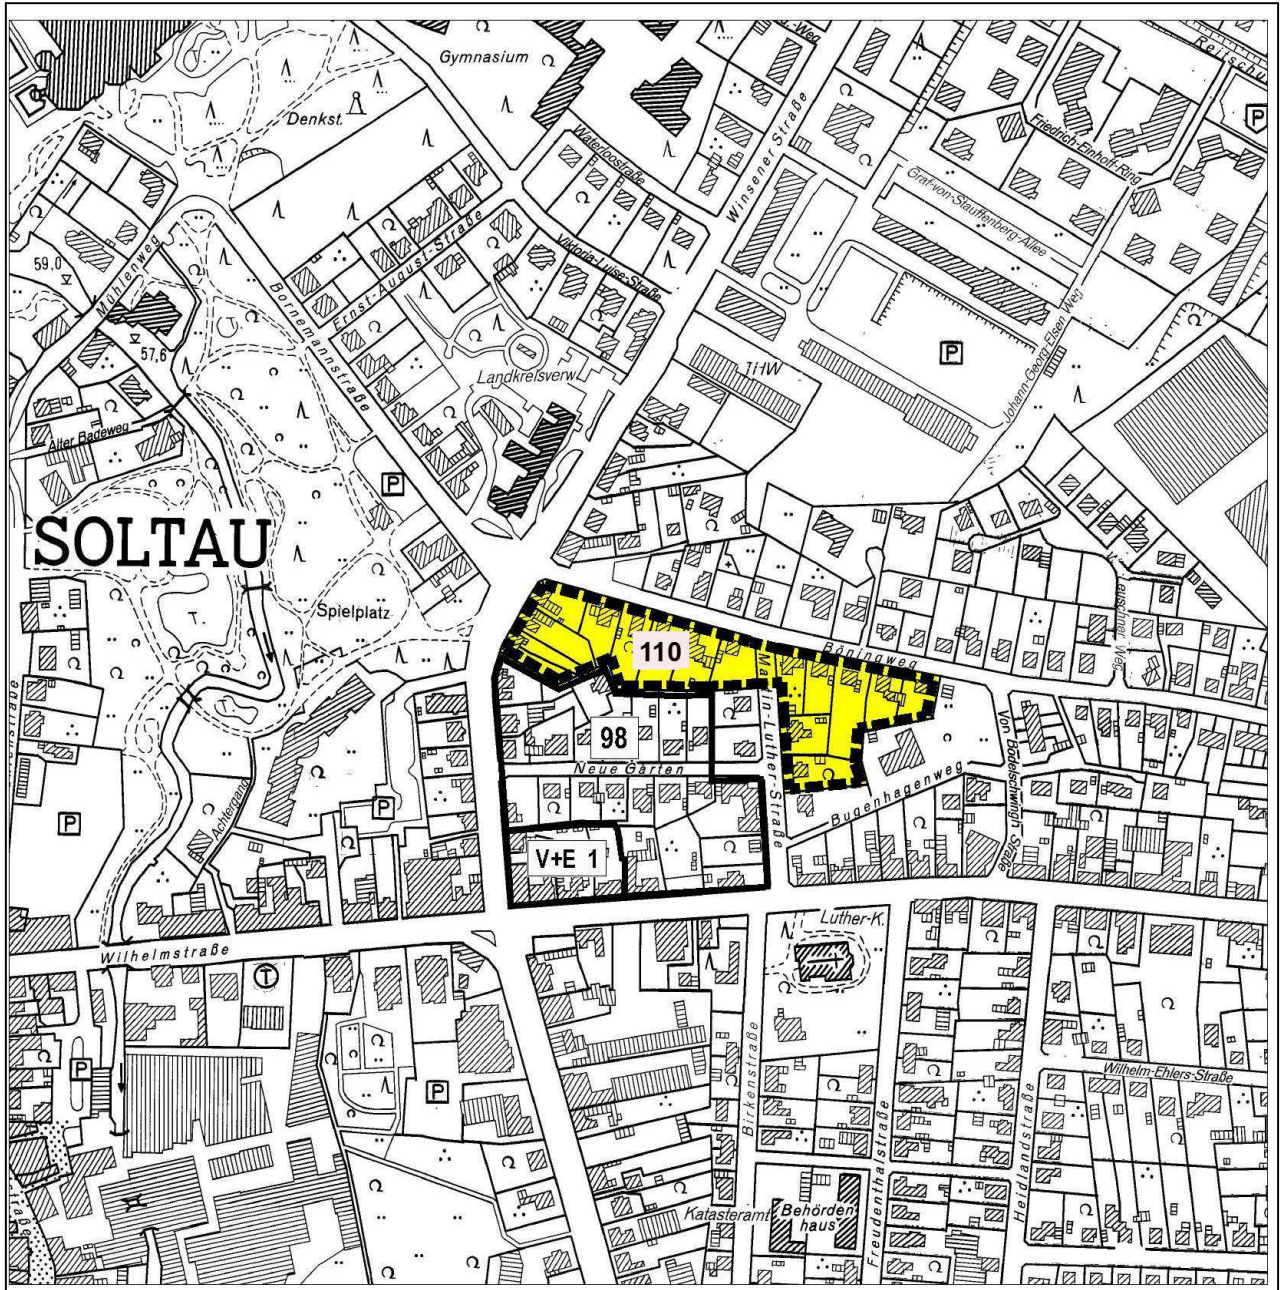 Gymnasium
Denkst.
Waterloostraße
Winsener Straße
Friedrich-Einhoff-Ring
P
Graf-von-Stauffenberg-Allee
Viktoria-Luise-Straße
Ernst-August-Straße
59,0
Mühlenweg
Bornemannstraße
57,6
Landkreisverw.
THW
P
Johann-Georg-Elsen Weg
Alter Badeweg
P
SOLTAU
Spielplatz
110
Böningweg
Martin-Luther-Straße
98
Neue Gärten
Von Bodelschwingh Straße
Bugenhagenweg
Achtergang
P
P
V+E 1
Luther-K.
Wilhelmstraße
T
P
P
Birkenstraße
Wilhelm-Ehlers-Straße
Freudenthalstraße
Heidlandstraße
Katasteramt
Behörden
haus